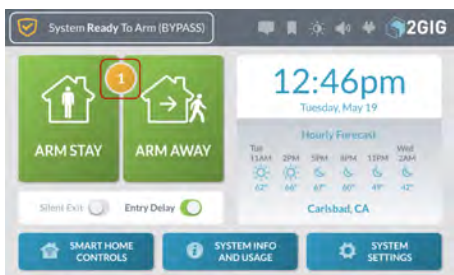 System Ready To Arm (BYPASS)
2GIG
1
ARM STAY
ARM AWAY
12:46pm
Tuesday, May 19
Hourly Forecast
Tue Wed
11AM 2PM 5PM 8PM 11PM 2AM
62° 66° 67° 60° 49° 42°
Carlsbad, CA
Silent Exit
Entry Delay
SMART HOME
CONTROLS
SYSTEM INFO
AND USAGE
SYSTEM
SETTINGS